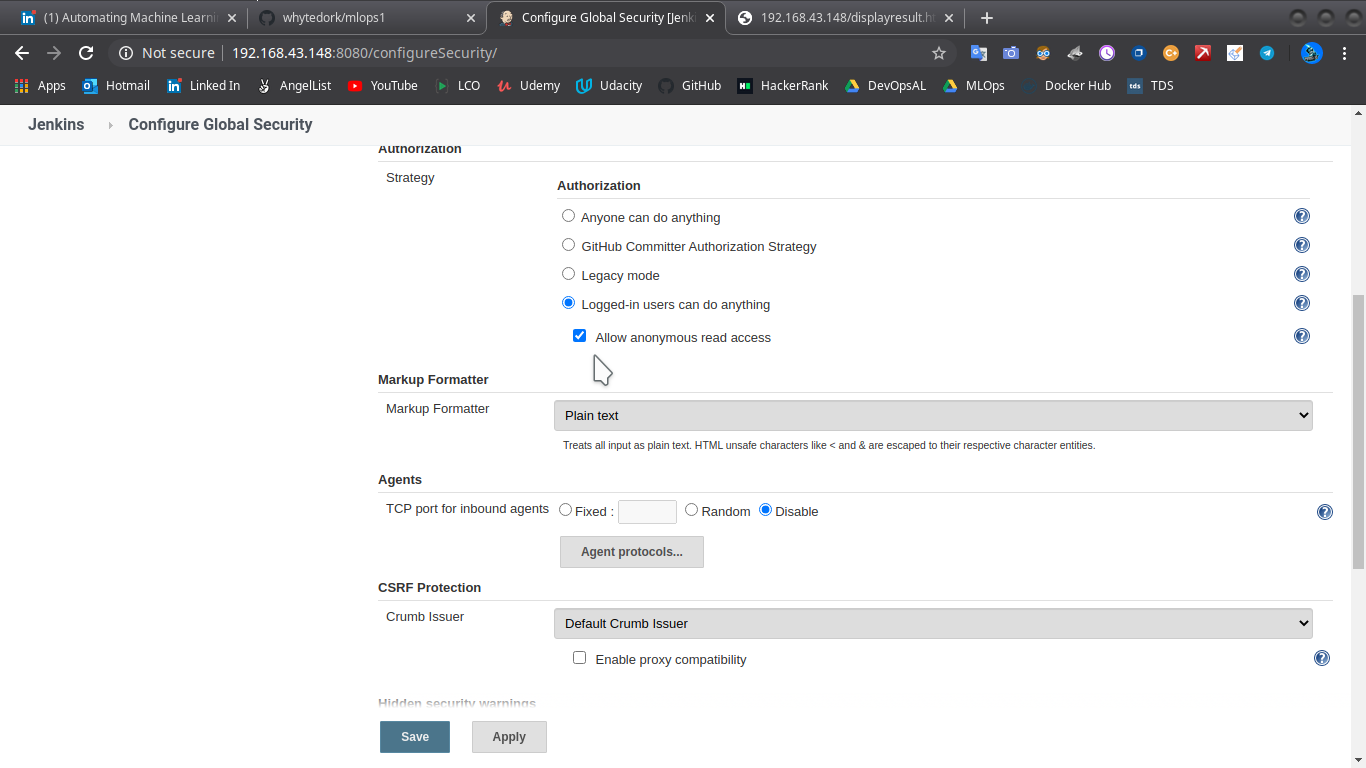 (1) Automating Machine Learni
whytedork/mlops1
Configure Global Security [Jenki
192.168.43.148/displayresult.ht
Not secure
192.168.43.148:8080/configureSecurity/
Apps
Hotmail
Linked In
AngelList
YouTube
LCO
Udemy
Udacity
GitHub
HackerRank
DevOpsAL
MLOps
Docker Hub
tds
TDS
Jenkins
Configure Global Security
Authorization
Strategy
Authorization
Anyone can do anything
GitHub Committer Authorization Strategy
Legacy mode
Logged-in users can do anything
Allow anonymous read access
Markup Formatter
Markup Formatter
Plain text
Treats all input as plain text. HTML unsafe characters like < and & are escaped to their respective character entities.
Agents
TCP port for inbound agents
Fixed :
Random
Disable
Agent protocols...
CSRF Protection
Crumb Issuer
Default Crumb Issuer
Enable proxy compatibility
Hidden security warnings
Save
Apply